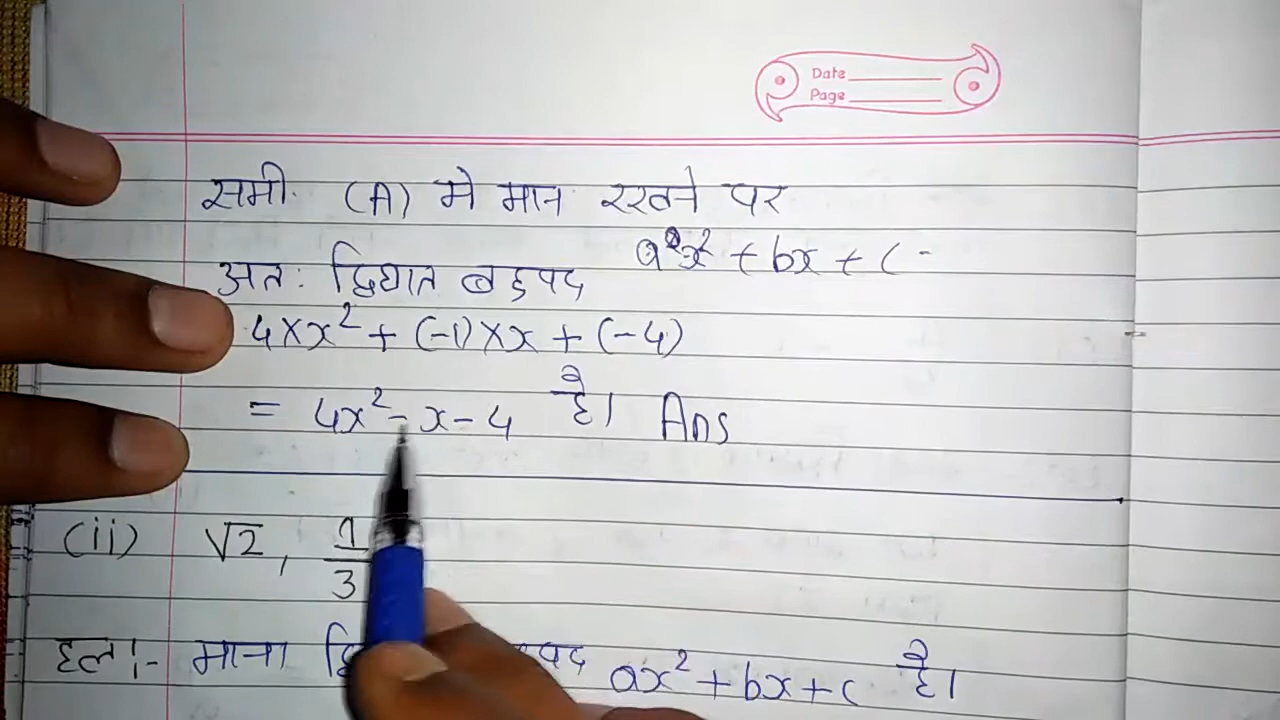 Date
Page
समी. (A) मे मान रखने पर
ax² + bx + c
अत: द्विघात बहुपद
4×x² + (-1)×x + (-4)
= 4x² - x - 4 है। Ans
(ii) √2, 1/3
हल:- माना ax² + bx + c है।